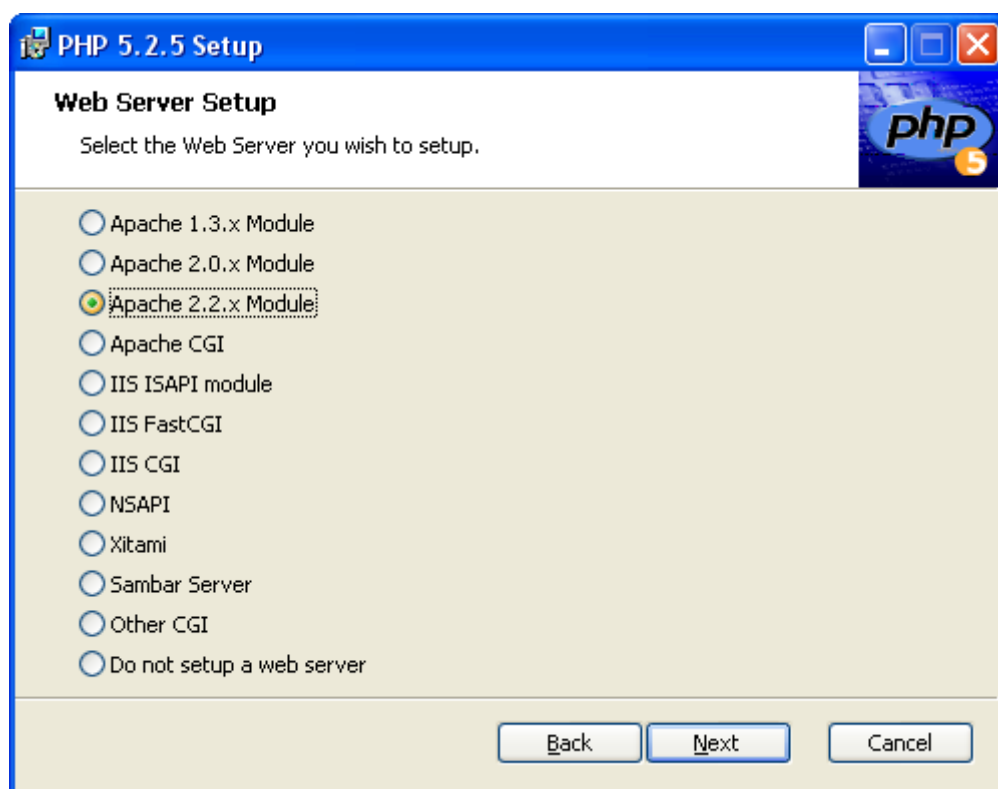 PHP 5.2.5 Setup
Web Server Setup
Select the Web Server you wish to setup.
php
5
Apache 1.3.x Module
Apache 2.0.x Module
Apache 2.2.x Module
Apache CGI
IIS ISAPI module
IIS FastCGI
IIS CGI
NSAPI
Xitami
Sambar Server
Other CGI
Do not setup a web server
Back Next Cancel